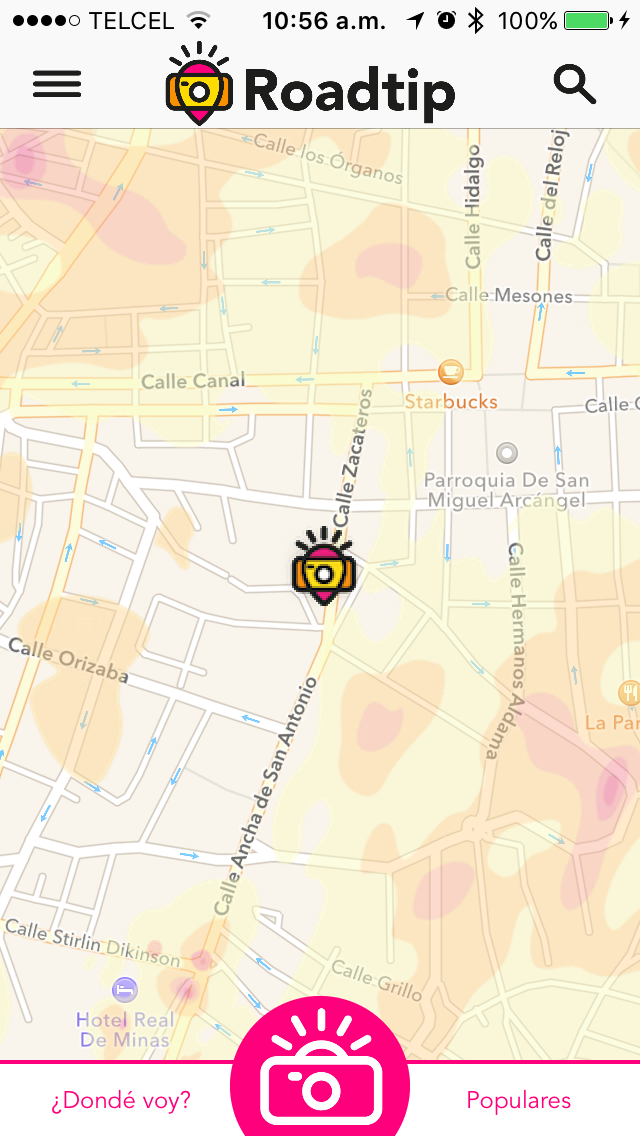 TELCEL 10:56 a.m. 100%
Roadtip
Calle los Órganos
Calle Hidalgo
Calle del Reloj
Calle Mesones
Calle Canal
Starbucks
Calle Zacateros
Calle C
Parroquia De San
Miguel Arcángel
Calle Hermanos Aldama
Calle Orizaba
Calle Ancha de San Antonio
La Par
Calle Stirlin Dikinson
Calle Grillo
Hotel Real
De Minas
¿Dondé voy?
Populares